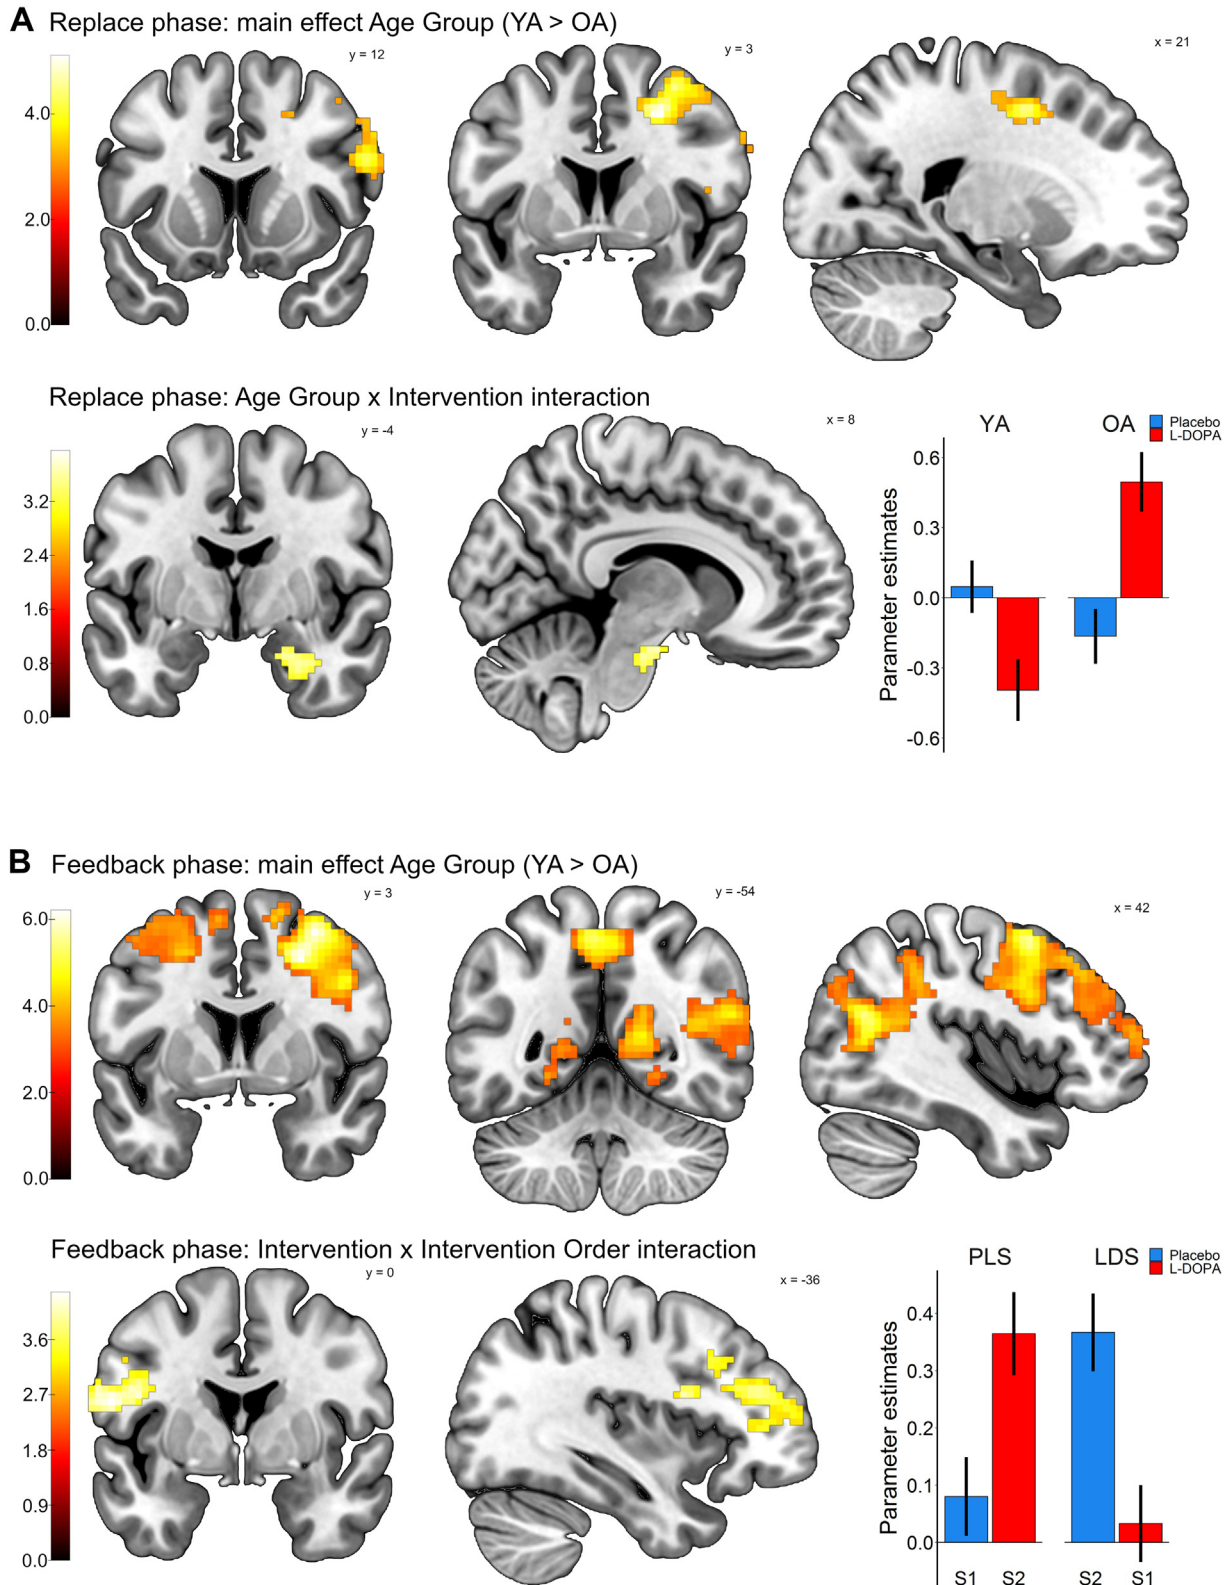 A Replace phase: main effect Age Group (YA > OA)
y = 12
y = 3
x = 21
4.0
2.0
0.0
Replace phase: Age Group x Intervention interaction
y = -4
x = 8
YA OA
Placebo
L-DOPA
3.2
2.4
1.6
0.8
0.0
Parameter estimates
0.6
0.3
0.0
-0.3
-0.6
B Feedback phase: main effect Age Group (YA > OA)
y = 3
y = -54
x = 42
6.0
4.0
2.0
0.0
Feedback phase: Intervention x Intervention Order interaction
y = 0
x = -36
PLS LDS
Placebo
L-DOPA
3.6
2.7
1.8
0.9
0.0
Parameter estimates
0.4
0.3
0.2
0.1
0.0
S1 S2 S2 S1